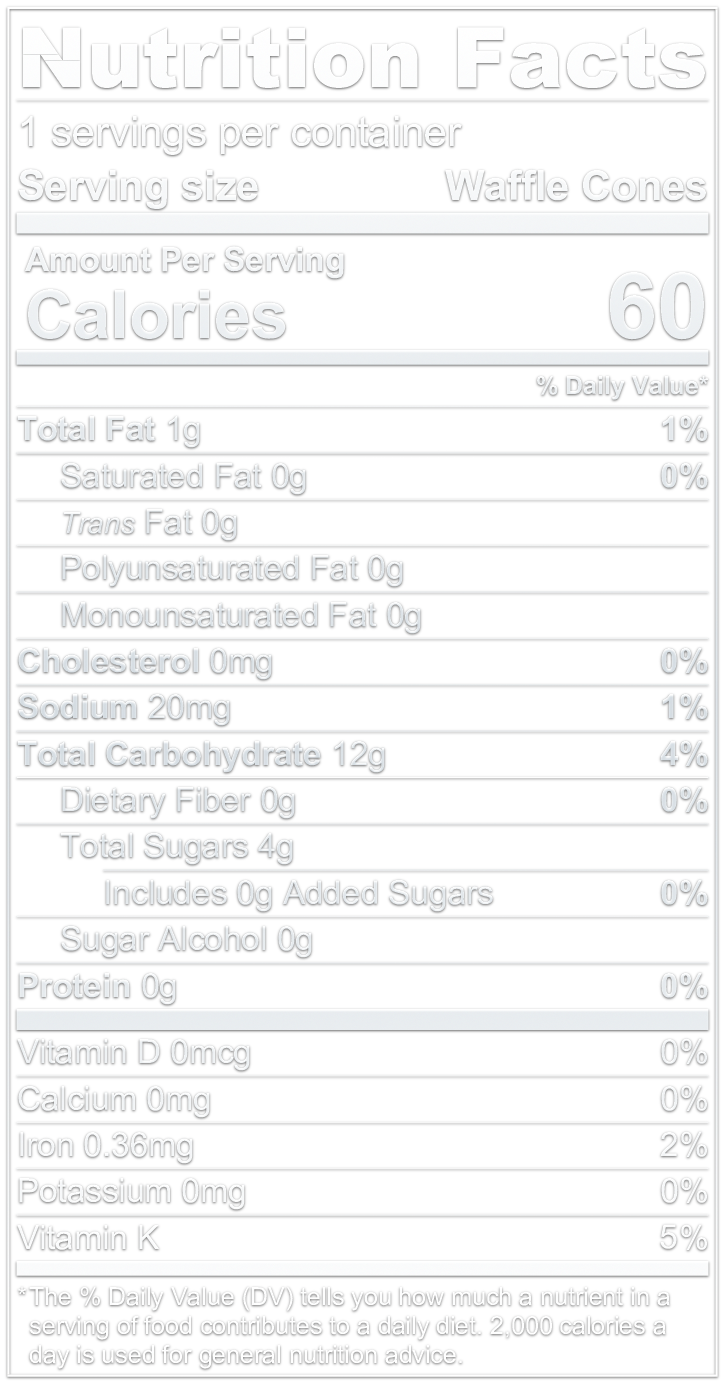 Nutrition Facts
1 servings per container
Serving size Waffle Cones
Amount Per Serving
Calories 60
% Daily Value*
Total Fat 1g 1%
Saturated Fat 0g 0%
Trans Fat 0g
Polyunsaturated Fat 0g
Monounsaturated Fat 0g
Cholesterol 0mg 0%
Sodium 20mg 1%
Total Carbohydrate 12g 4%
Dietary Fiber 0g 0%
Total Sugars 4g
Includes 0g Added Sugars 0%
Sugar Alcohol 0g
Protein 0g 0%
Vitamin D 0mcg 0%
Calcium 0mg 0%
Iron 0.36mg 2%
Potassium 0mg 0%
Vitamin K 5%
*The % Daily Value (DV) tells you how much a nutrient in a
serving of food contributes to a daily diet. 2,000 calories a
day is used for general nutrition advice.